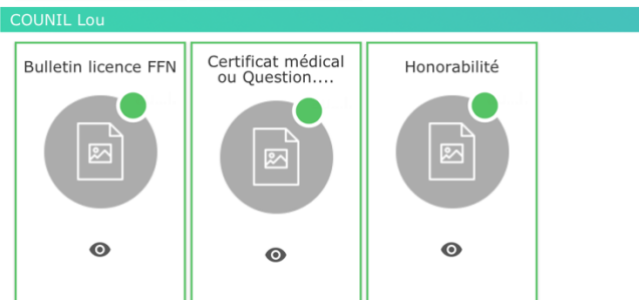 COUNIL Lou
Bulletin licence FFN
Certificat médical
ou Question....
Honorabilité